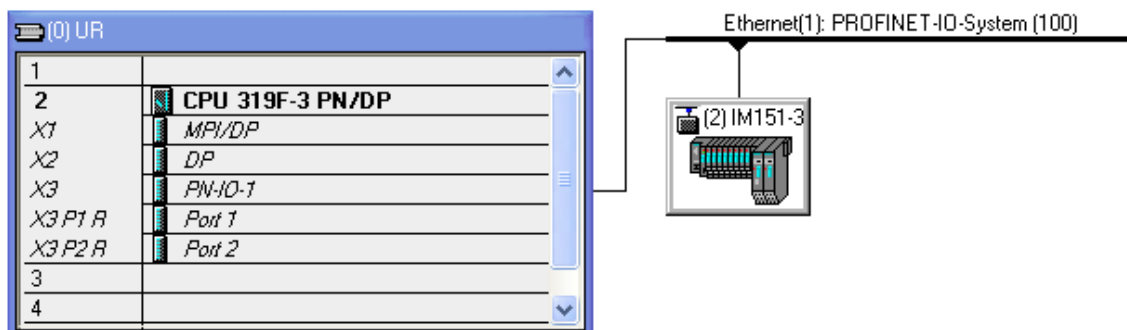 (0) UR
1
2 CPU 319F-3 PN/DP
X1 MPI/DP
X2 DP
X3 PN-IO-1
X3 P1 R Port 1
X3 P2 R Port 2
3
4
Ethernet(1): PROFINET-IO-System (100)
(2) IM151-3